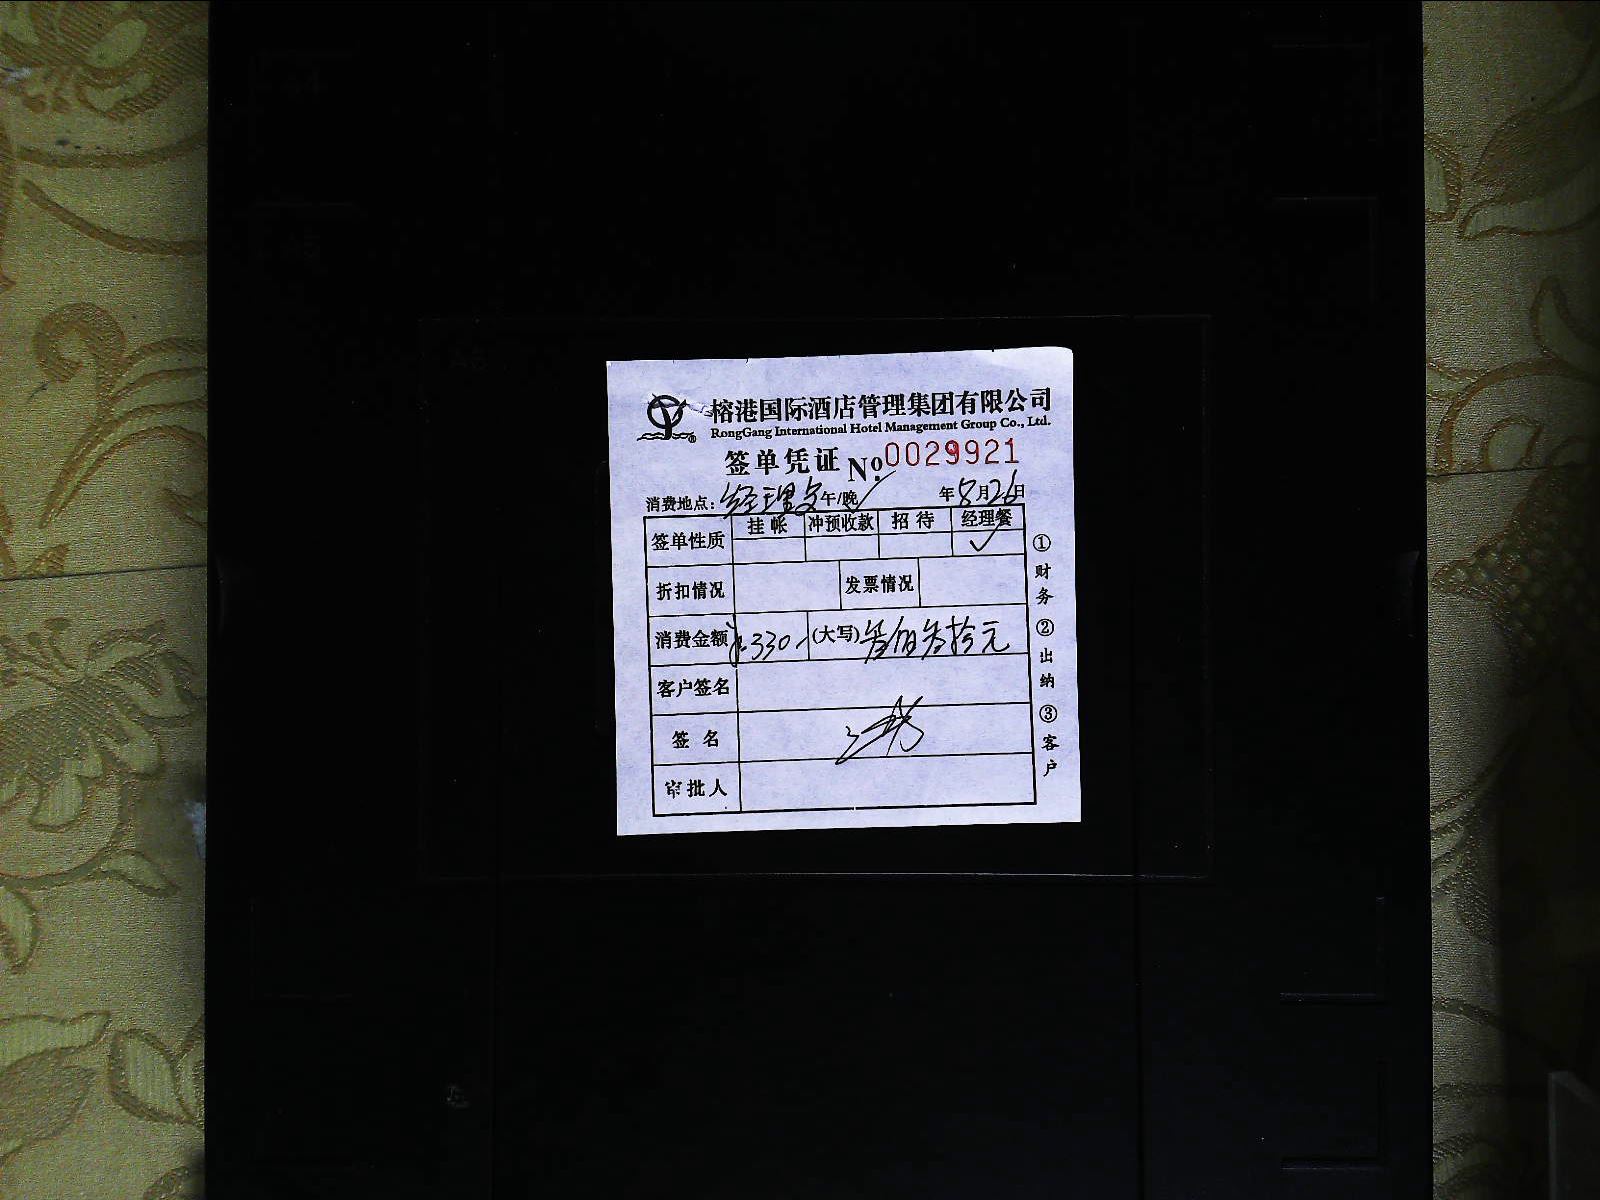 榕港国际酒店管理集团有限公司
RongGang International Hotel Management Group Co., Ltd.
签单凭证 No. 0029921
消费地点: 经理 午/晚 年8月26日
签单性质 挂帐 冲预收款 招待 经理餐
✓
折扣情况 发票情况
消费金额 ¥:330- (大写) 叁佰叁拾元
客户签名
签名
审批人
①财务 ②出纳 ③客户